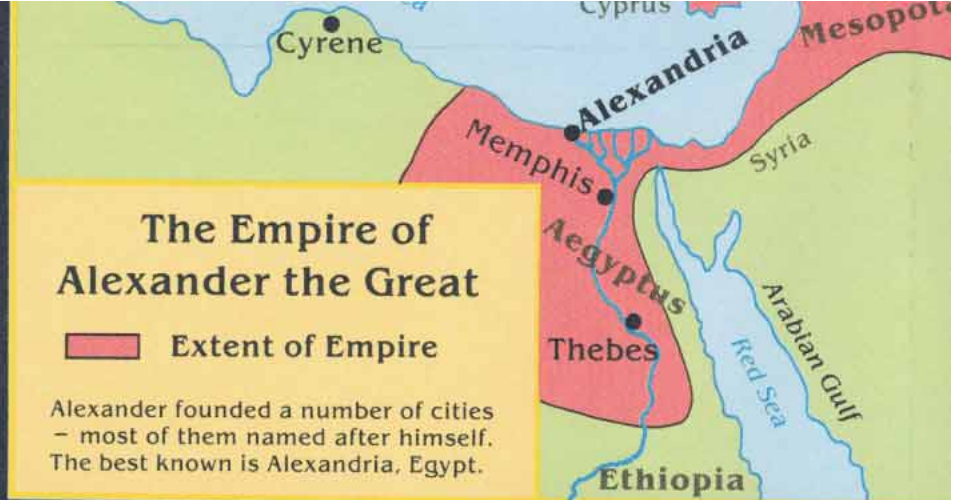 Cyprus
Cyrene
Alexandria
Memphis
Syria
Aegyptus
Thebes
Red Sea
Arabian Gulf
Ethiopia
The Empire of
Alexander the Great
Extent of Empire
Alexander founded a number of cities
– most of them named after himself.
The best known is Alexandria, Egypt.